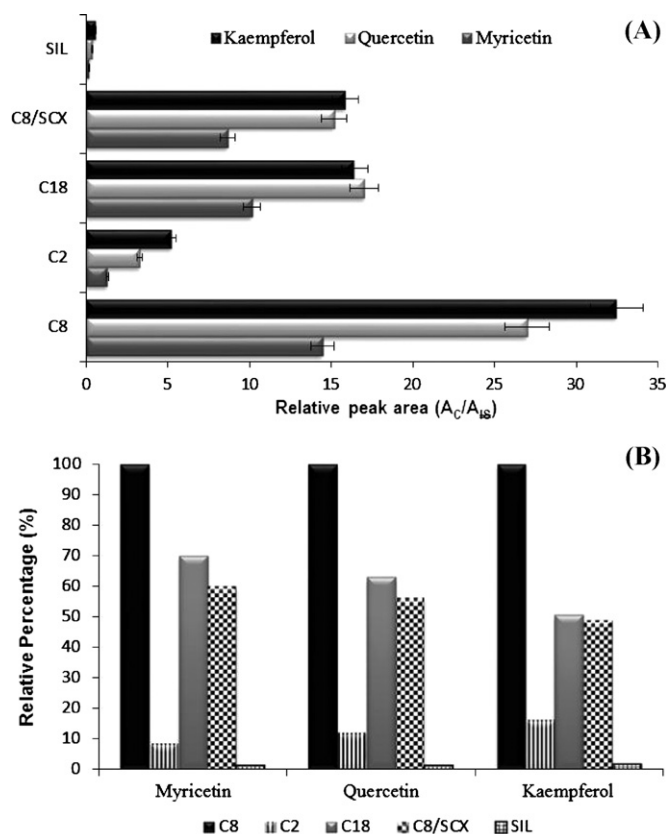 (A)
Kaempferol Quercetin Myricetin
SIL
C8/SCX
C18
C2
C8
0 5 10 15 20 25 30 35
Relative peak area (AC/AIS)
(B)
Relative Percentage (%)
100
90
80
70
60
50
40
30
20
10
0
Myricetin Quercetin Kaempferol
C8 C2 C18 C8/SCX SIL